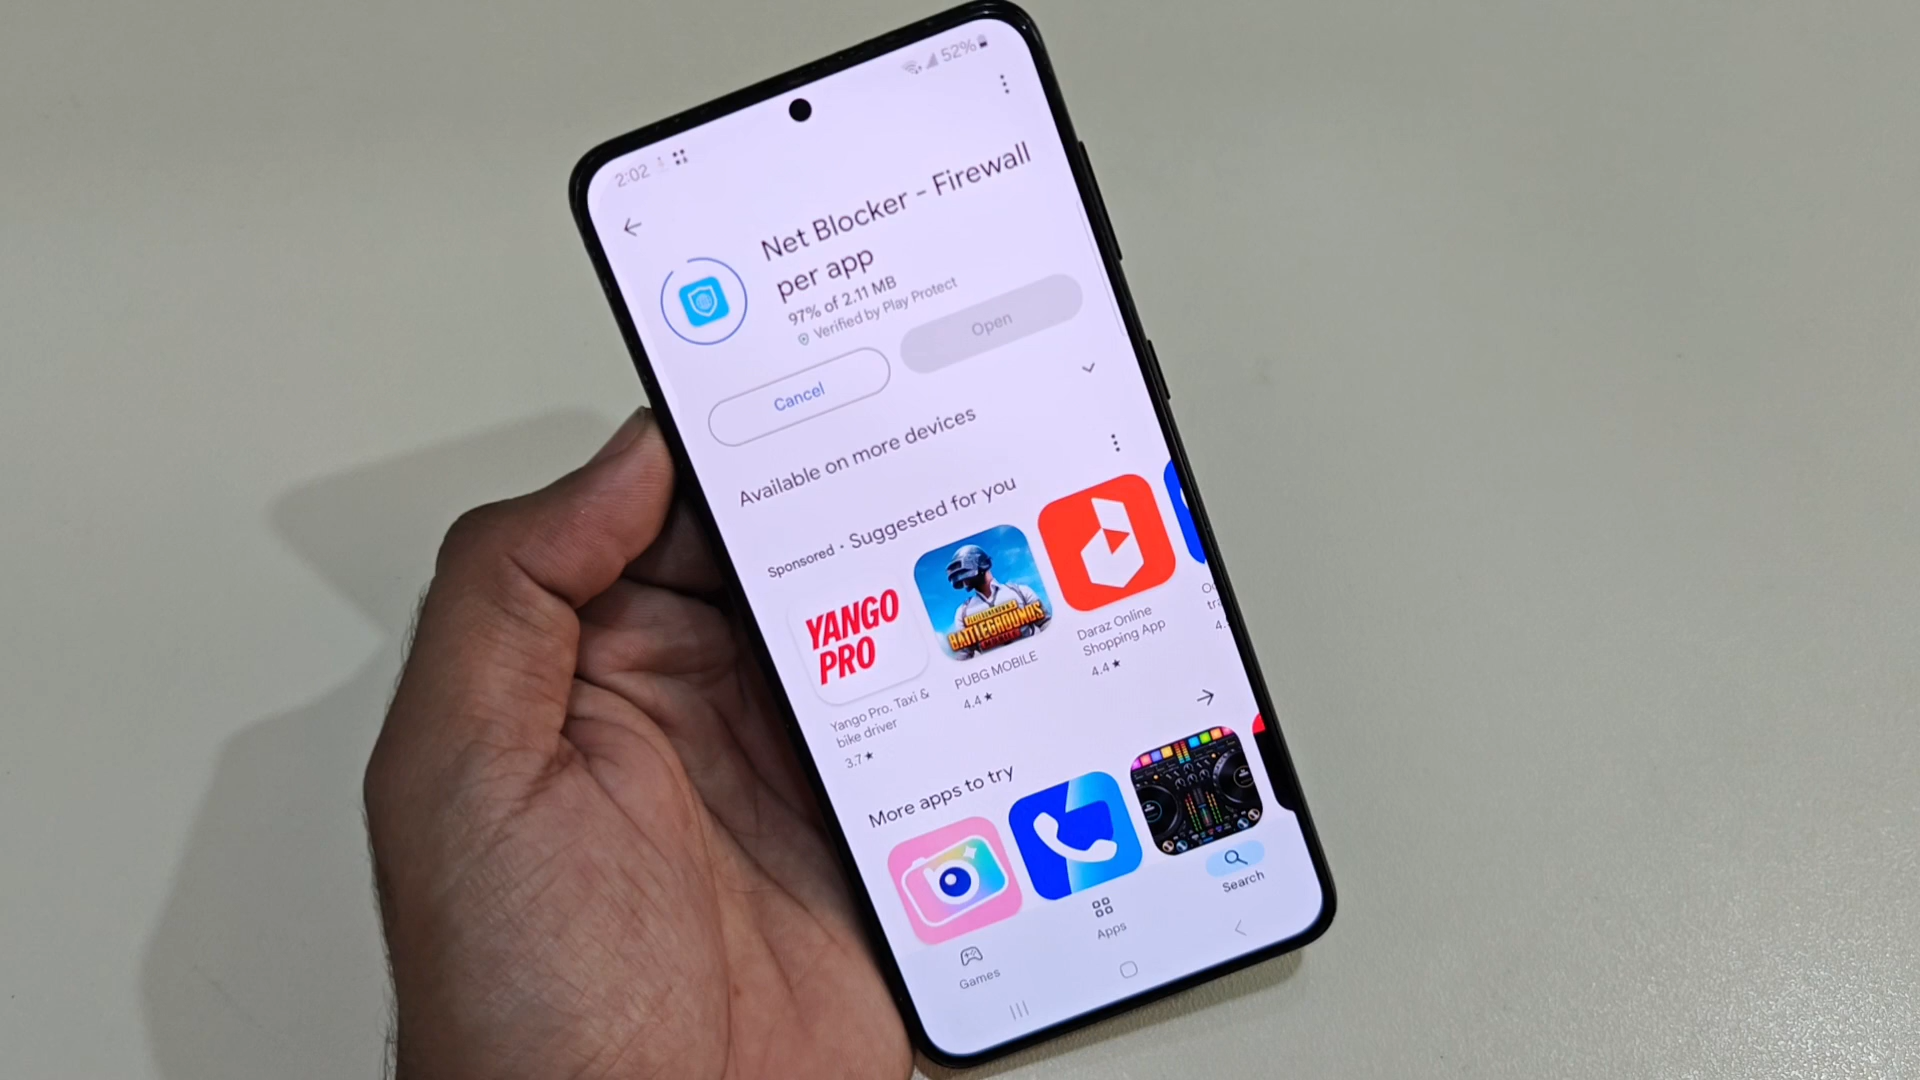 2:02
52%
Net Blocker - Firewall
per app
97% of 2.11 MB
Verified by Play Protect
Cancel
Open
Available on more devices
Sponsored · Suggested for you
YANGO
PRO
Yango Pro. Taxi &
bike driver
3.7★
BATTLEGROUNDS
PUBG MOBILE
4.4★
Daraz Online
Shopping App
4.4★
4.
More apps to try
Games
Apps
Search